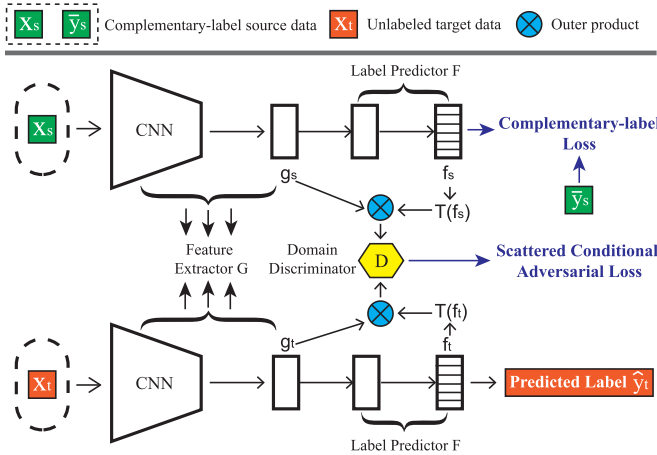 Xs ȳs Complementary-label source data Xt Unlabeled target data Outer product
Label Predictor F
Xs CNN Complementary-label
Loss
gs fs
T(fs) ȳs
Feature Domain
Extractor G Discriminator D Scattered Conditional
Adversarial Loss
T(ft)
gt ft
Xt CNN Predicted Label ŷt
Label Predictor F